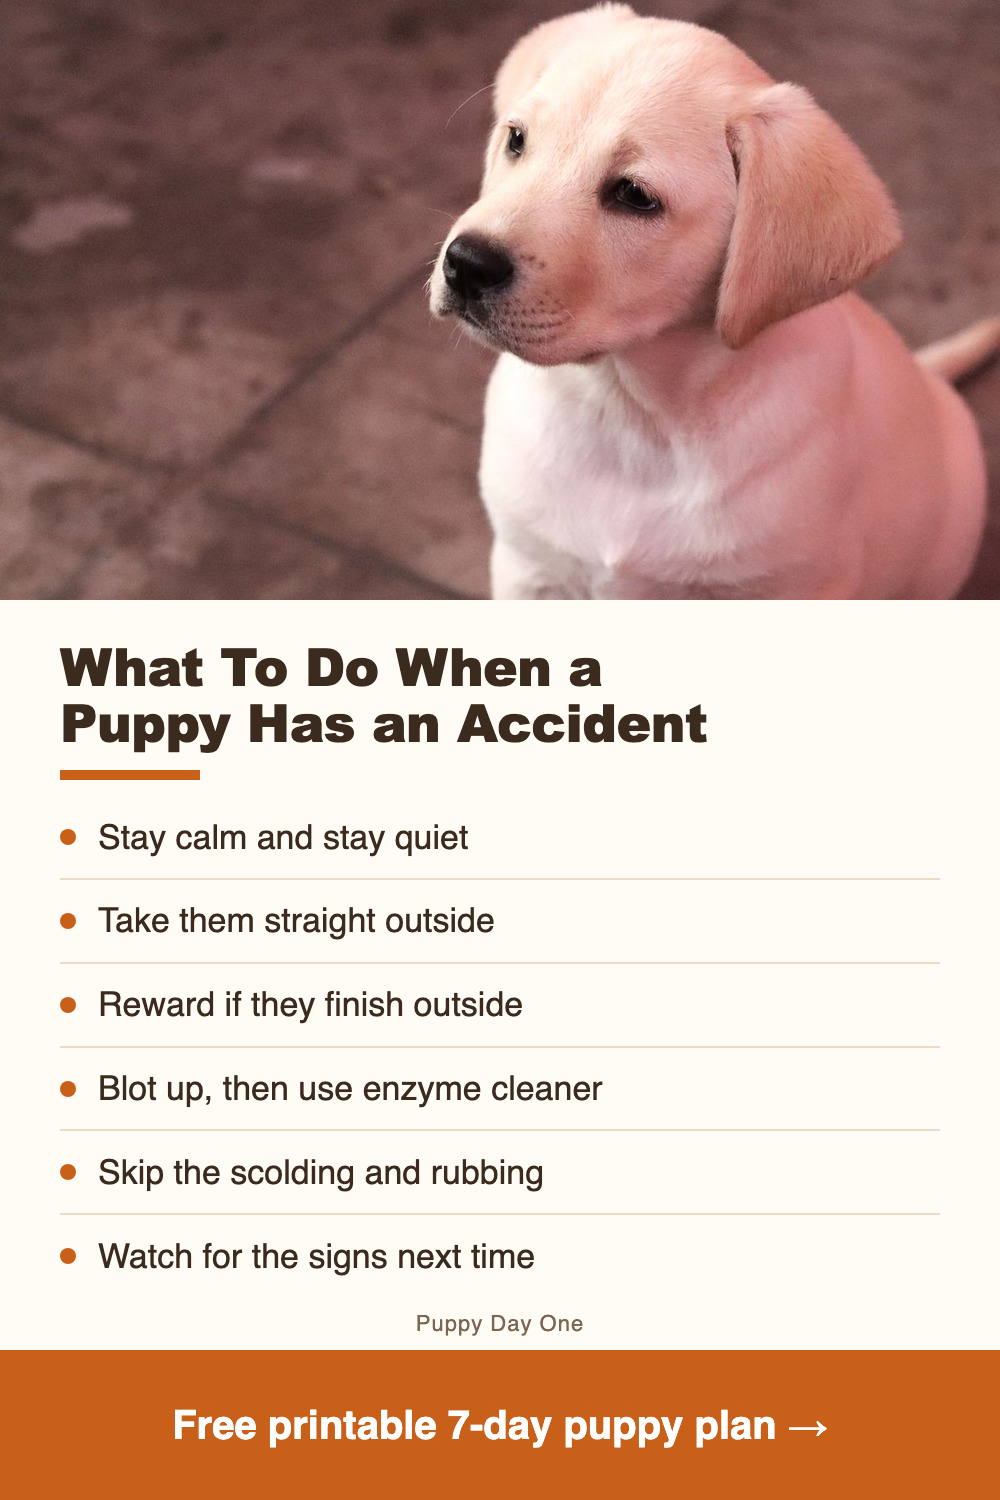 What To Do When a
Puppy Has an Accident
Stay calm and stay quiet
Take them straight outside
Reward if they finish outside
Blot up, then use enzyme cleaner
Skip the scolding and rubbing
Watch for the signs next time
Puppy Day One
Free printable 7-day puppy plan →